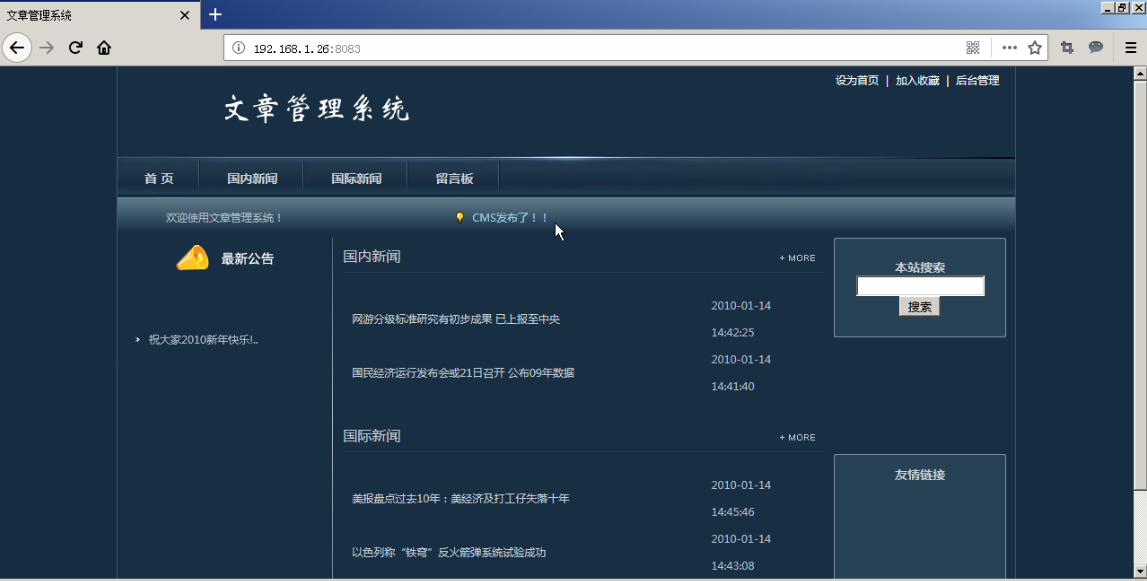 文章管理系统
192.168.1.26:8083
设为首页 | 加入收藏 | 后台管理
文章管理系统
首 页 国内新闻 国际新闻 留言板
欢迎使用文章管理系统！ CMS发布了！！
最新公告
祝大家2010新年快乐!..
国内新闻 + MORE
网游分级标准研究有初步成果 已上报至中央 2010-01-14
14:42:25
国民经济运行发布会或21日召开 公布09年数据 2010-01-14
14:41:40
国际新闻 + MORE
美报盘点过去10年：美经济及打工仔失落十年 2010-01-14
14:45:46
以色列称“铁穹”反火箭弹系统试验成功 2010-01-14
14:43:08
本站搜索
搜索
友情链接